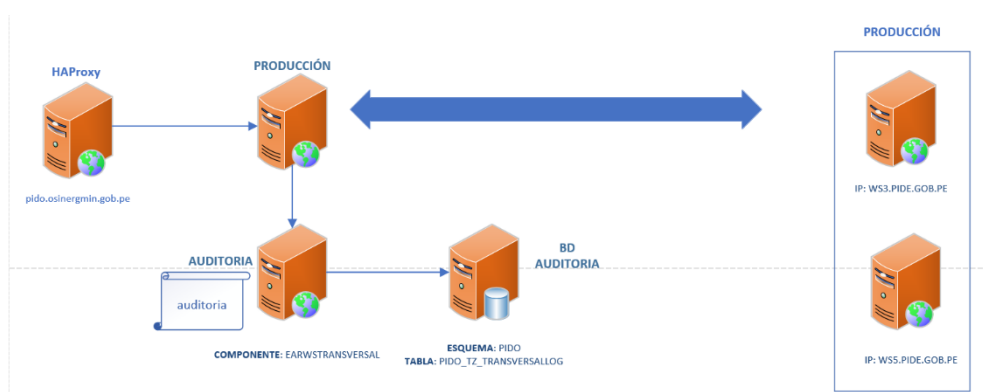 PRODUCCIÓN
HAProxy
PRODUCCIÓN
pido.osinergmin.gob.pe
IP: WS3.PIDE.GOB.PE
AUDITORIA
auditoria
BD
AUDITORIA
COMPONENTE: EARWSTRANSVERSAL
ESQUEMA: PIDO
TABLA: PIDO_TZ_TRANSVERSALLOG
IP: WS5.PIDE.GOB.PE